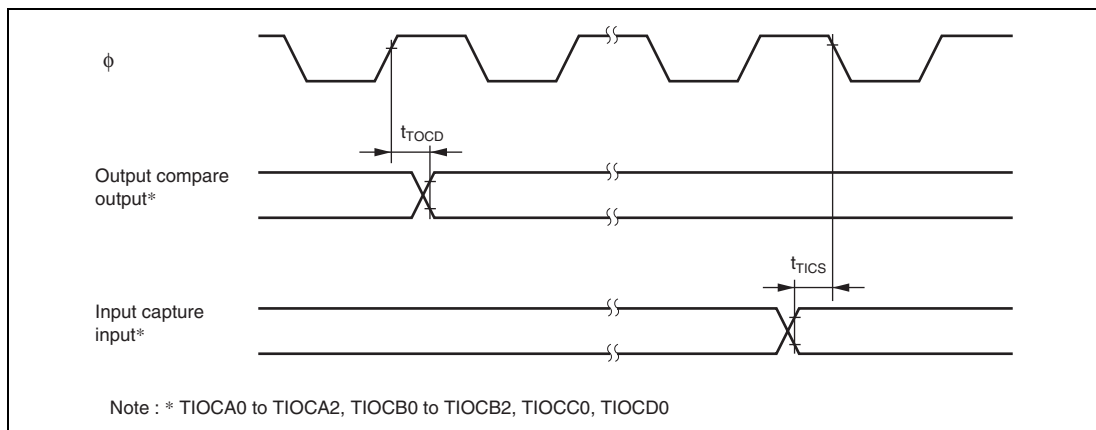 ϕ
tTOCD
Output compare
output*
tTICS
Input capture
input*
Note : * TIOCA0 to TIOCA2, TIOCB0 to TIOCB2, TIOCC0, TIOCD0